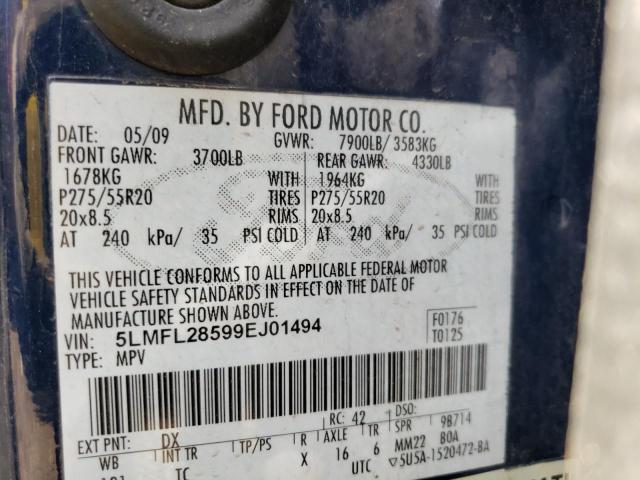 MFD. BY FORD MOTOR CO.
DATE: 05/09 GVWR: 7900LB/ 3583KG
FRONT GAWR: 3700LB REAR GAWR: 4330LB
1678KG WITH 1964KG WITH
P275/55R20 TIRES P275/55R20 TIRES
20x8.5 RIMS 20x8.5 RIMS
AT 240 kPa/ 35 PSI COLD AT 240 kPa/ 35 PSI COLD
THIS VEHICLE CONFORMS TO ALL APPLICABLE FEDERAL MOTOR
VEHICLE SAFETY STANDARDS IN EFFECT ON THE DATE OF
MANUFACTURE SHOWN ABOVE.
VIN: 5LMFL28599EJ01494 F0176
TYPE: MPV T0125
RC: 42 DSO:
EXT PNT: DX AXLE TR SPR 9B714
WB INT TR TP/PS R 16 6 MM22 B0A
TC X UTC 5U5A-1520472-BA